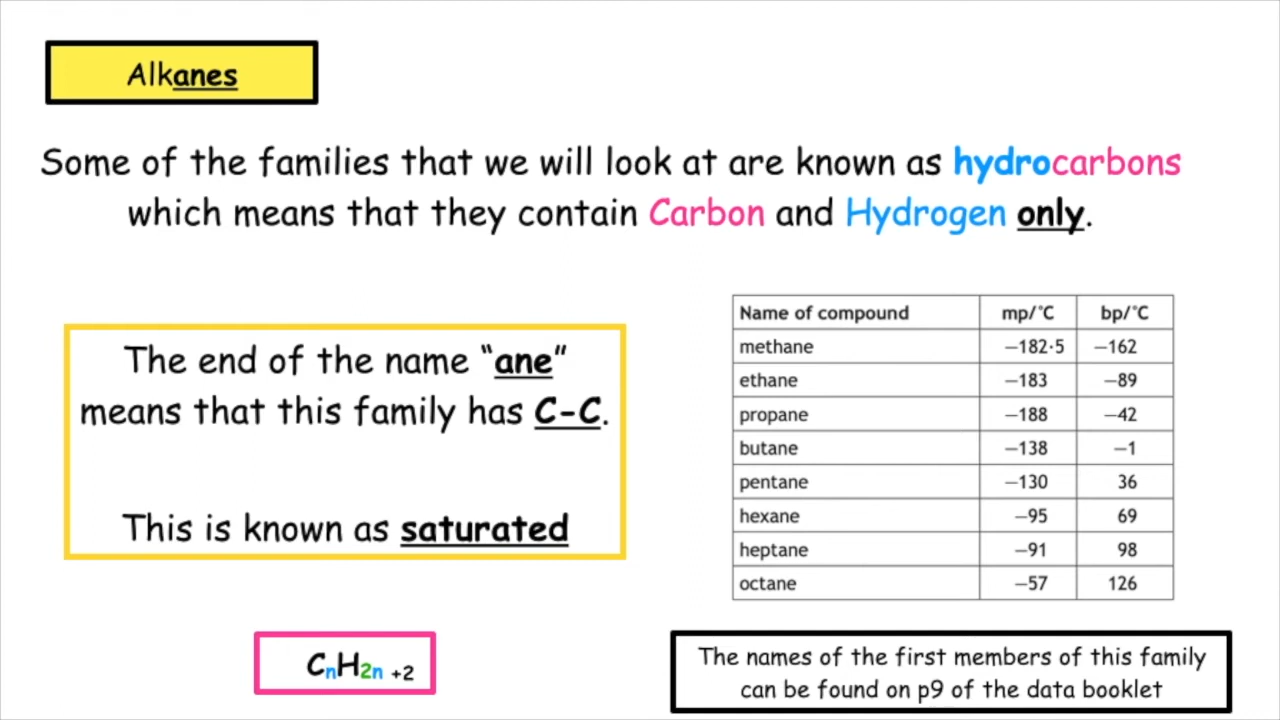 Alkanes
Some of the families that we will look at are known as hydrocarbons
which means that they contain Carbon and Hydrogen only.
The end of the name “ane”
means that this family has C-C.
This is known as saturated
CnH2n +2
Name of compound mp/°C bp/°C
methane −182·5 −162
ethane −183 −89
propane −188 −42
butane −138 −1
pentane −130 36
hexane −95 69
heptane −91 98
octane −57 126
The names of the first members of this family
can be found on p9 of the data booklet